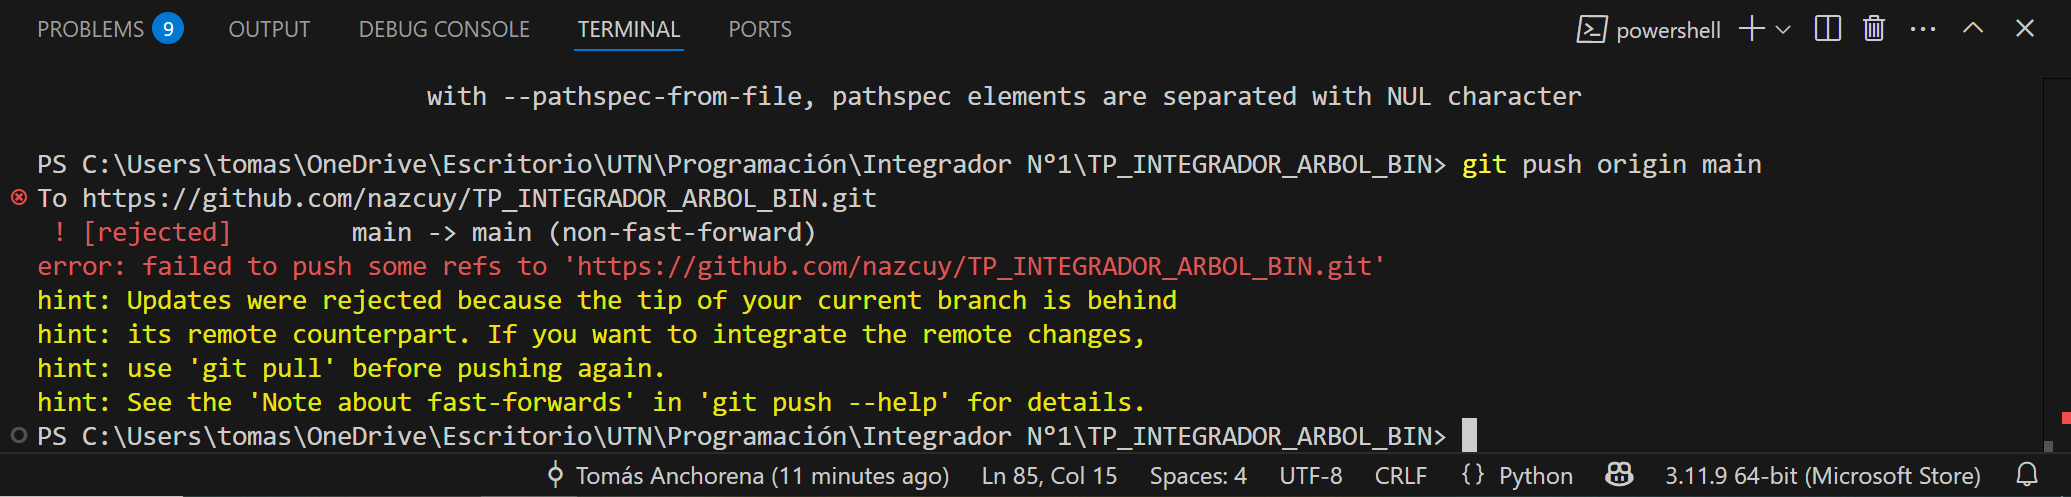 PROBLEMS 9 OUTPUT DEBUG CONSOLE TERMINAL PORTS powershell
with --pathspec-from-file, pathspec elements are separated with NUL character
PS C:\Users\tomas\OneDrive\Escritorio\UTN\Programación\Integrador N°1\TP_INTEGRADOR_ARBOL_BIN> git push origin main
To https://github.com/nazcuy/TP_INTEGRADOR_ARBOL_BIN.git
! [rejected] main -> main (non-fast-forward)
error: failed to push some refs to 'https://github.com/nazcuy/TP_INTEGRADOR_ARBOL_BIN.git'
hint: Updates were rejected because the tip of your current branch is behind
hint: its remote counterpart. If you want to integrate the remote changes,
hint: use 'git pull' before pushing again.
hint: See the 'Note about fast-forwards' in 'git push --help' for details.
PS C:\Users\tomas\OneDrive\Escritorio\UTN\Programación\Integrador N°1\TP_INTEGRADOR_ARBOL_BIN>
Tomás Anchorena (11 minutes ago) Ln 85, Col 15 Spaces: 4 UTF-8 CRLF {} Python 3.11.9 64-bit (Microsoft Store)